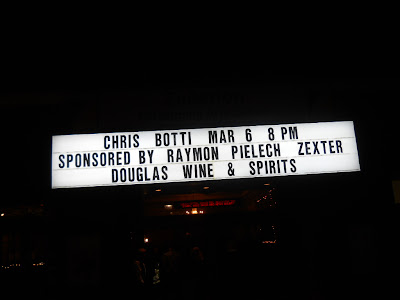 CHRIS BOTTI MAR 6 8 PM
SPONSORED BY RAYMON PIELECH ZEXTER
DOUGLAS WINE & SPIRITS